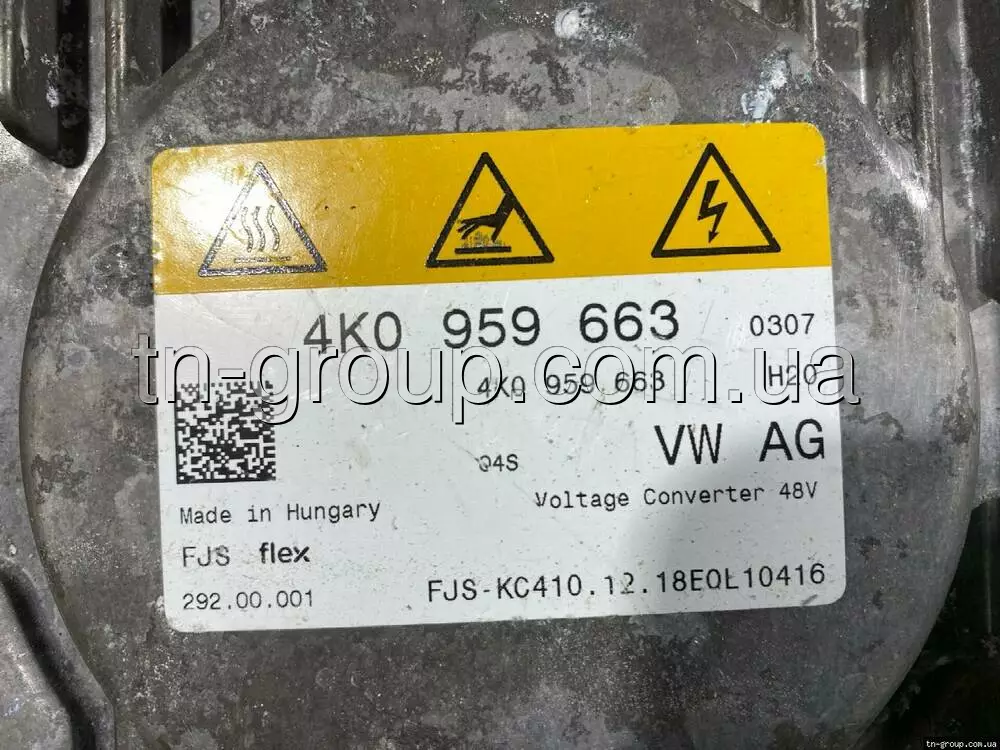 4K0 959 663 0307
tn-group.com.ua
4K0 959 663 H20
VW AG
04S
Voltage Converter 48V
Made in Hungary
FJS flex
292.00.001
FJS-KC410.12.18EQL10416
tn-group.com.ua